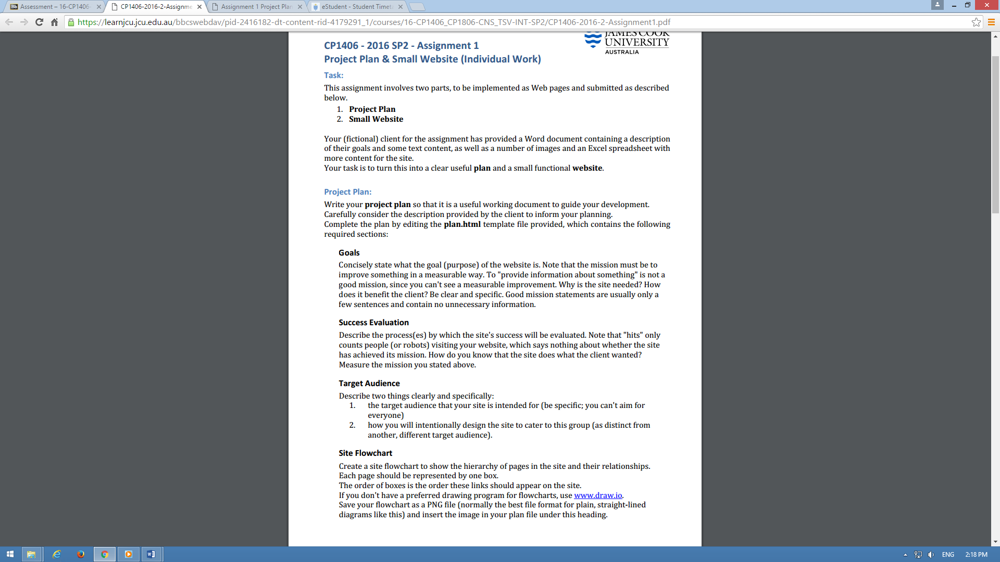 Assessment – 16-CP1406-
CP1406-2016-2-Assignme
Assignment 1 Project Plan
eStudent - Student Timeta
https://learnjcu.jcu.edu.au/bbcswebdav/pid-2416182-dt-content-rid-4179291_1/courses/16-CP1406_CP1806-CNS_TSV-INT-SP2/CP1406-2016-2-Assignment1.pdf
JAMES COOK
UNIVERSITY
AUSTRALIA
CP1406 - 2016 SP2 - Assignment 1
Project Plan & Small Website (Individual Work)
Task:
This assignment involves two parts, to be implemented as Web pages and submitted as described
below.
1. Project Plan
2. Small Website
Your (fictional) client for the assignment has provided a Word document containing a description
of their goals and some text content, as well as a number of images and an Excel spreadsheet with
more content for the site.
Your task is to turn this into a clear useful plan and a small functional website.
Project Plan:
Write your project plan so that it is a useful working document to guide your development.
Carefully consider the description provided by the client to inform your planning.
Complete the plan by editing the plan.html template file provided, which contains the following
required sections:
Goals
Concisely state what the goal (purpose) of the website is. Note that the mission must be to
improve something in a measurable way. To "provide information about something" is not a
good mission, since you can't see a measurable improvement. Why is the site needed? How
does it benefit the client? Be clear and specific. Good mission statements are usually only a
few sentences and contain no unnecessary information.
Success Evaluation
Describe the process(es) by which the site's success will be evaluated. Note that "hits" only
counts people (or robots) visiting your website, which says nothing about whether the site
has achieved its mission. How do you know that the site does what the client wanted?
Measure the mission you stated above.
Target Audience
Describe two things clearly and specifically:
1. the target audience that your site is intended for (be specific; you can't aim for
everyone)
2. how you will intentionally design the site to cater to this group (as distinct from
another, different target audience).
Site Flowchart
Create a site flowchart to show the hierarchy of pages in the site and their relationships.
Each page should be represented by one box.
The order of boxes is the order these links should appear on the site.
If you don't have a preferred drawing program for flowcharts, use www.draw.io.
Save your flowchart as a PNG file (normally the best file format for plain, straight-lined
diagrams like this) and insert the image in your plan file under this heading.
ENG
2:18 PM